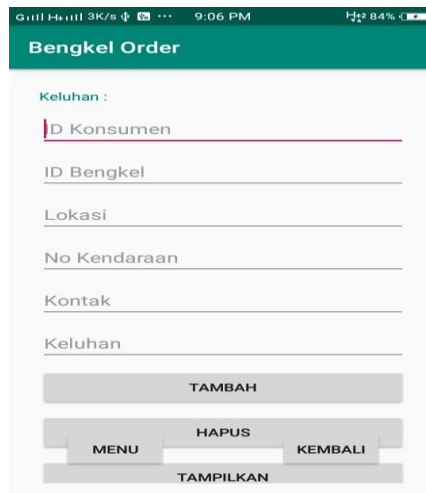 3K/s 9:06 PM 84%
Bengkel Order
Keluhan :
ID Konsumen
ID Bengkel
Lokasi
No Kendaraan
Kontak
Keluhan
TAMBAH
HAPUS
MENU KEMBALI
TAMPILKAN